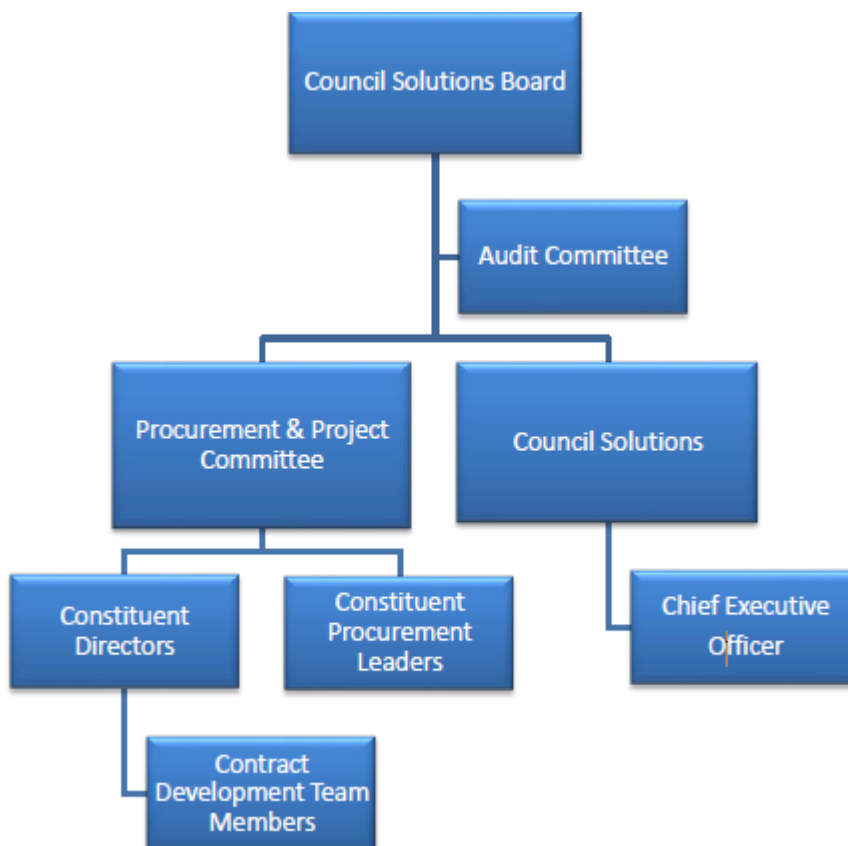 Council Solutions Board
Audit Committee
Procurement & Project
Committee
Council Solutions
Constituent
Directors
Constituent
Procurement
Leaders
Chief Executive
Officer
Contract
Development Team
Members